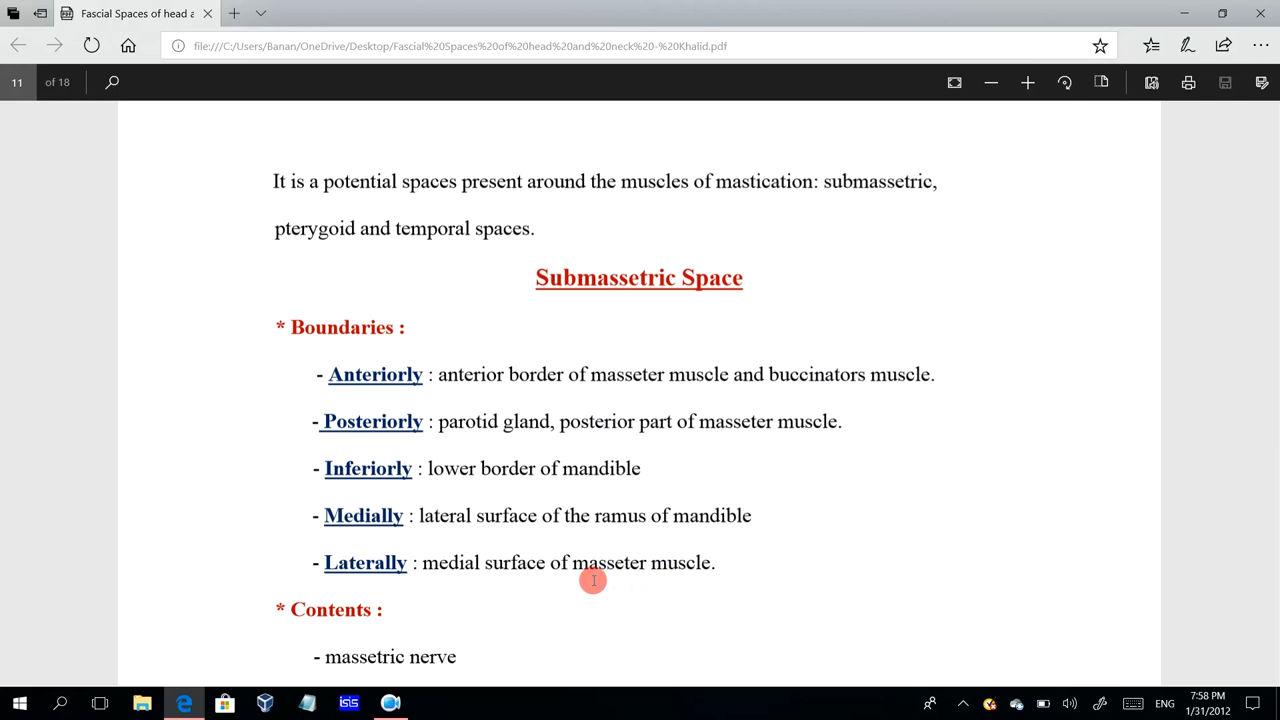 Fascial Spaces of head a
file:///C:/Users/Banan/OneDrive/Desktop/Fascial%20Spaces%20of%20head%20and%20neck%20-%20Khalid.pdf
11 of 18
It is a potential spaces present around the muscles of mastication: submassetric,
pterygoid and temporal spaces.
Submassetric Space
* Boundaries :
- Anteriorly : anterior border of masseter muscle and buccinators muscle.
- Posteriorly : parotid gland, posterior part of masseter muscle.
- Inferiorly : lower border of mandible
- Medially : lateral surface of the ramus of mandible
- Laterally : medial surface of masseter muscle.
* Contents :
- massetric nerve
isis
ENG
7:58 PM
1/31/2012